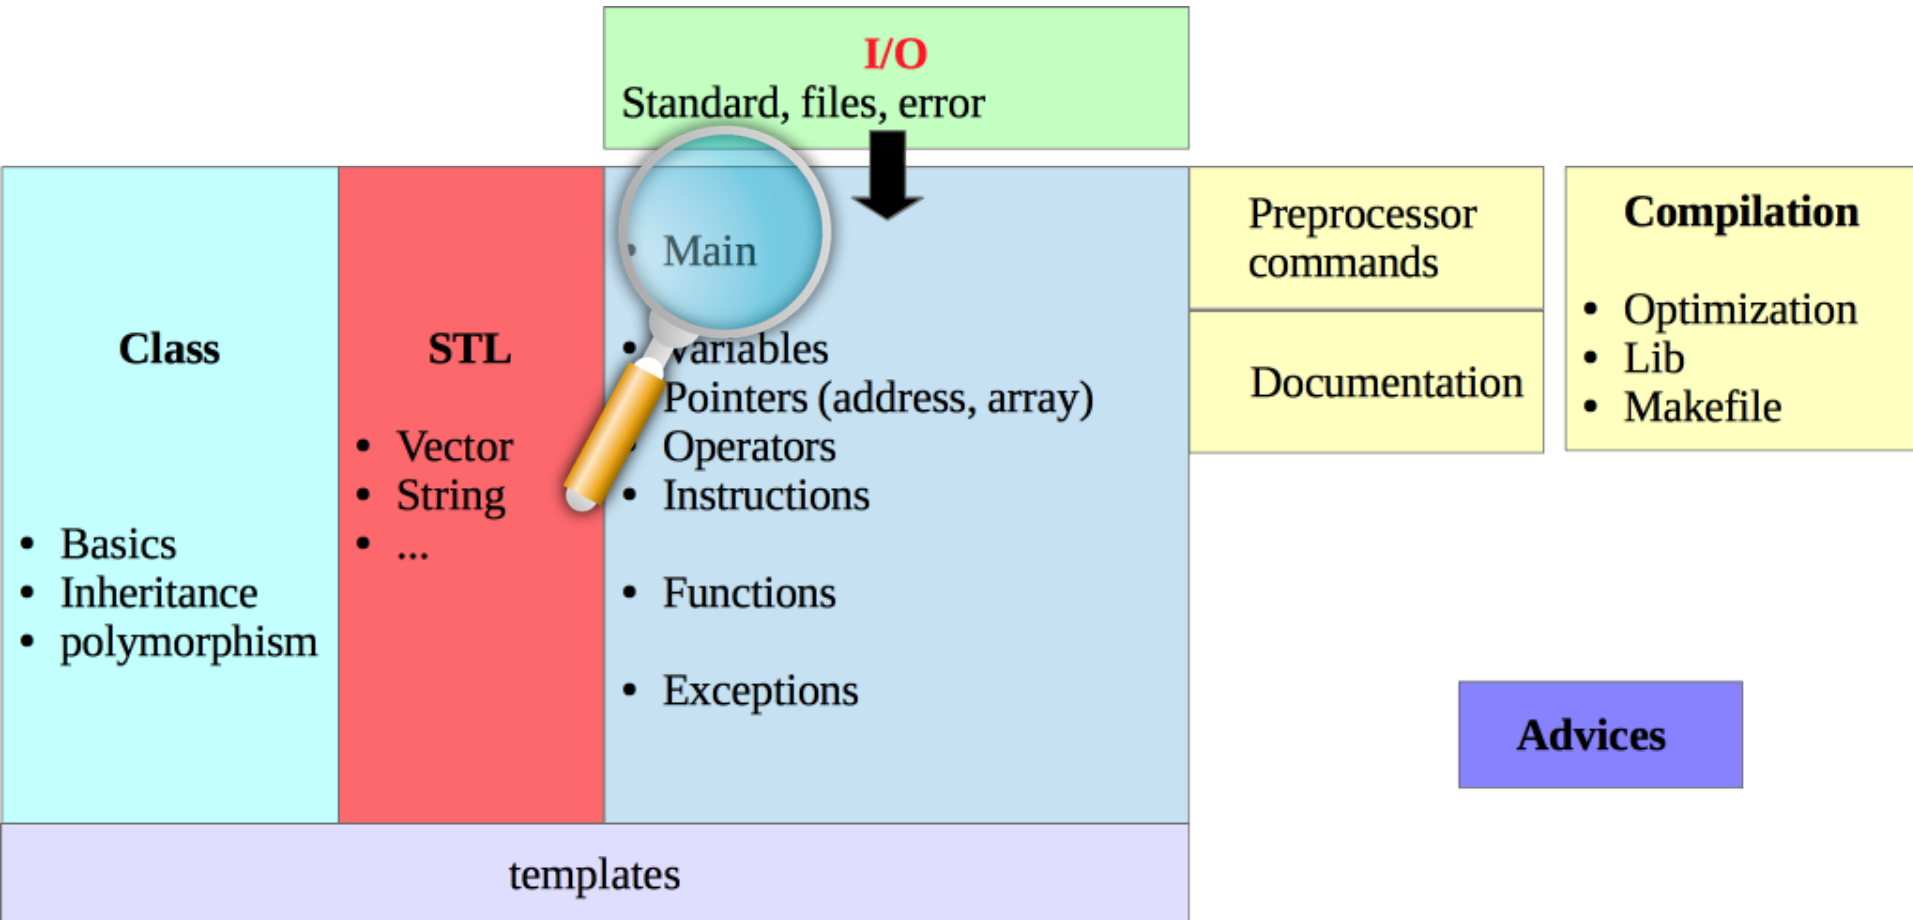 I/O
Standard, files, error
Class
• Basics
• Inheritance
• polymorphism
STL
• Vector
• String
• ...
• Main
• Variables
Pointers (address, array)
• Operators
• Instructions
• Functions
• Exceptions
Preprocessor
commands
Documentation
Compilation
• Optimization
• Lib
• Makefile
Advices
templates